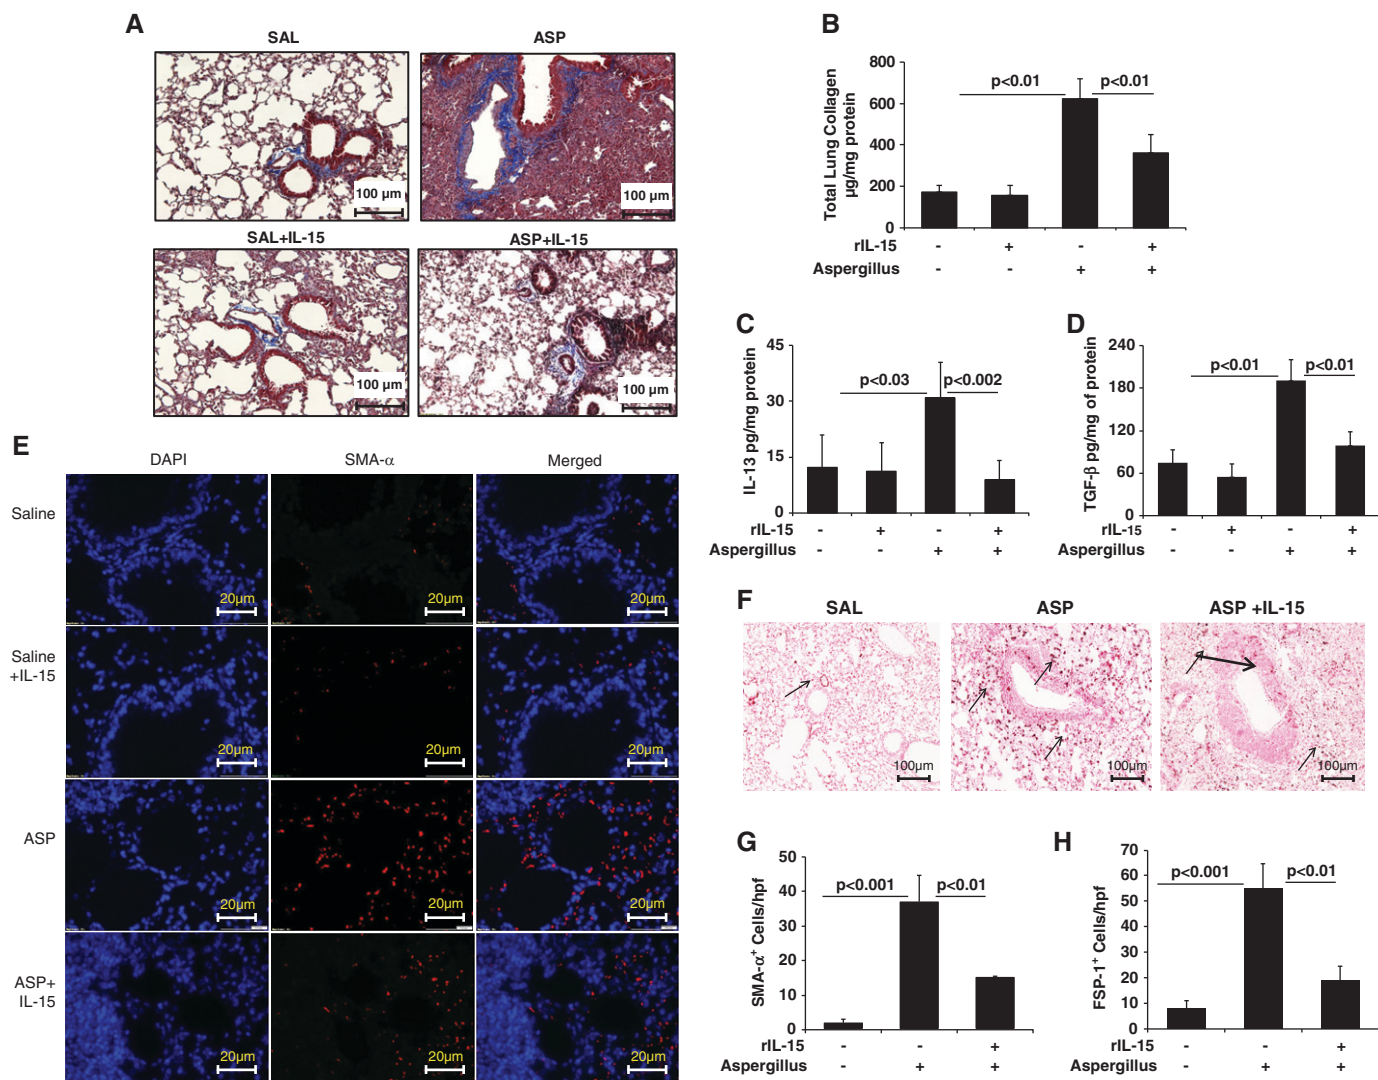 A
SAL
ASP
100 µm
100 µm
SAL+IL-15
ASP+IL-15
100 µm
100 µm
B
Total Lung Collagen
µg/mg protein
800
600
400
200
0
p<0.01
p<0.01
rIL-15 - + - +
Aspergillus - - + +
C
IL-13 pg/mg protein
45
30
15
0
p<0.03
p<0.002
rIL-15 - + - +
Aspergillus - - + +
D
TGF-β pg/mg of protein
240
180
120
60
0
p<0.01
p<0.01
rIL-15 - + - +
Aspergillus - - + +
E
DAPI SMA-α Merged
Saline
20µm 20µm 20µm
Saline
+IL-15
20µm 20µm 20µm
ASP
20µm 20µm 20µm
ASP+
IL-15
20µm 20µm 20µm
F
SAL ASP ASP +IL-15
100µm 100µm 100µm
G
SMA-α+ Cells/hpf
50
40
30
20
10
0
p<0.001
p<0.01
rIL-15 - - +
Aspergillus - + +
H
FSP-1+ Cells/hpf
70
60
50
40
30
20
10
0
p<0.001
p<0.01
rIL-15 - - +
Aspergillus - + +